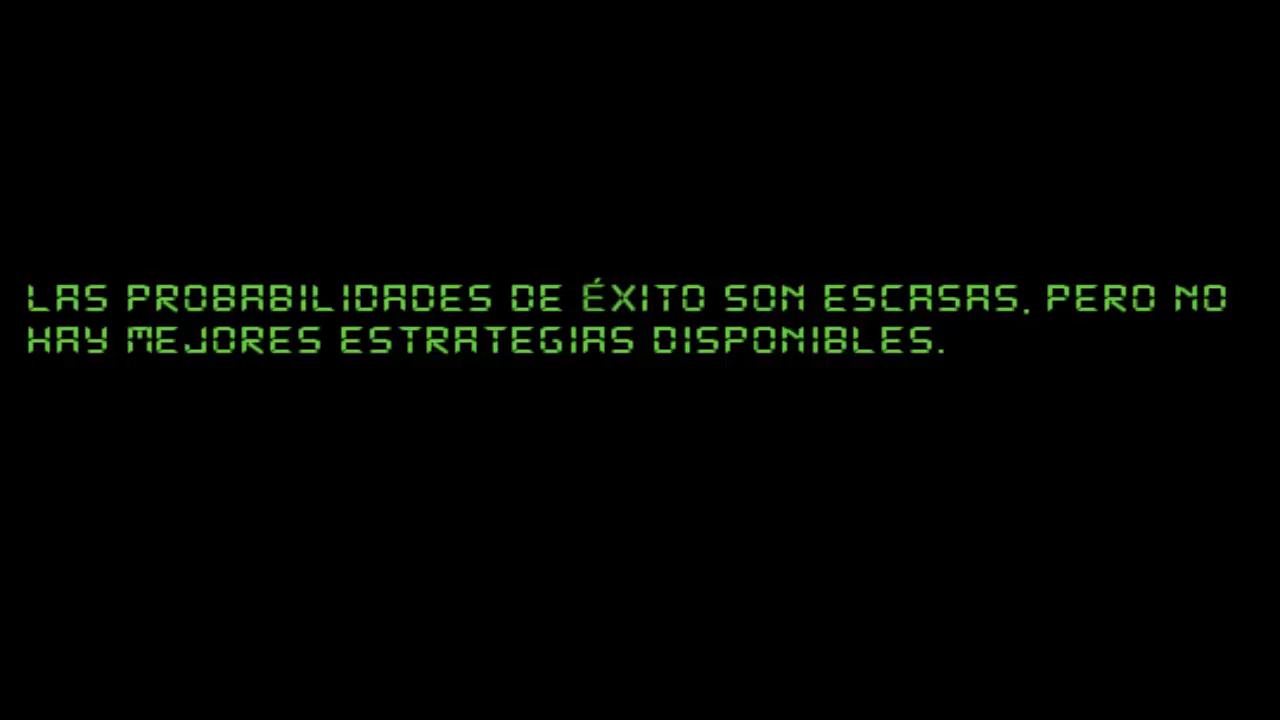 LAS PROBABILIDADES DE ÉXITO SON ESCASAS, PERO NO
HAY MEJORES ESTRATEGIAS DISPONIBLES.